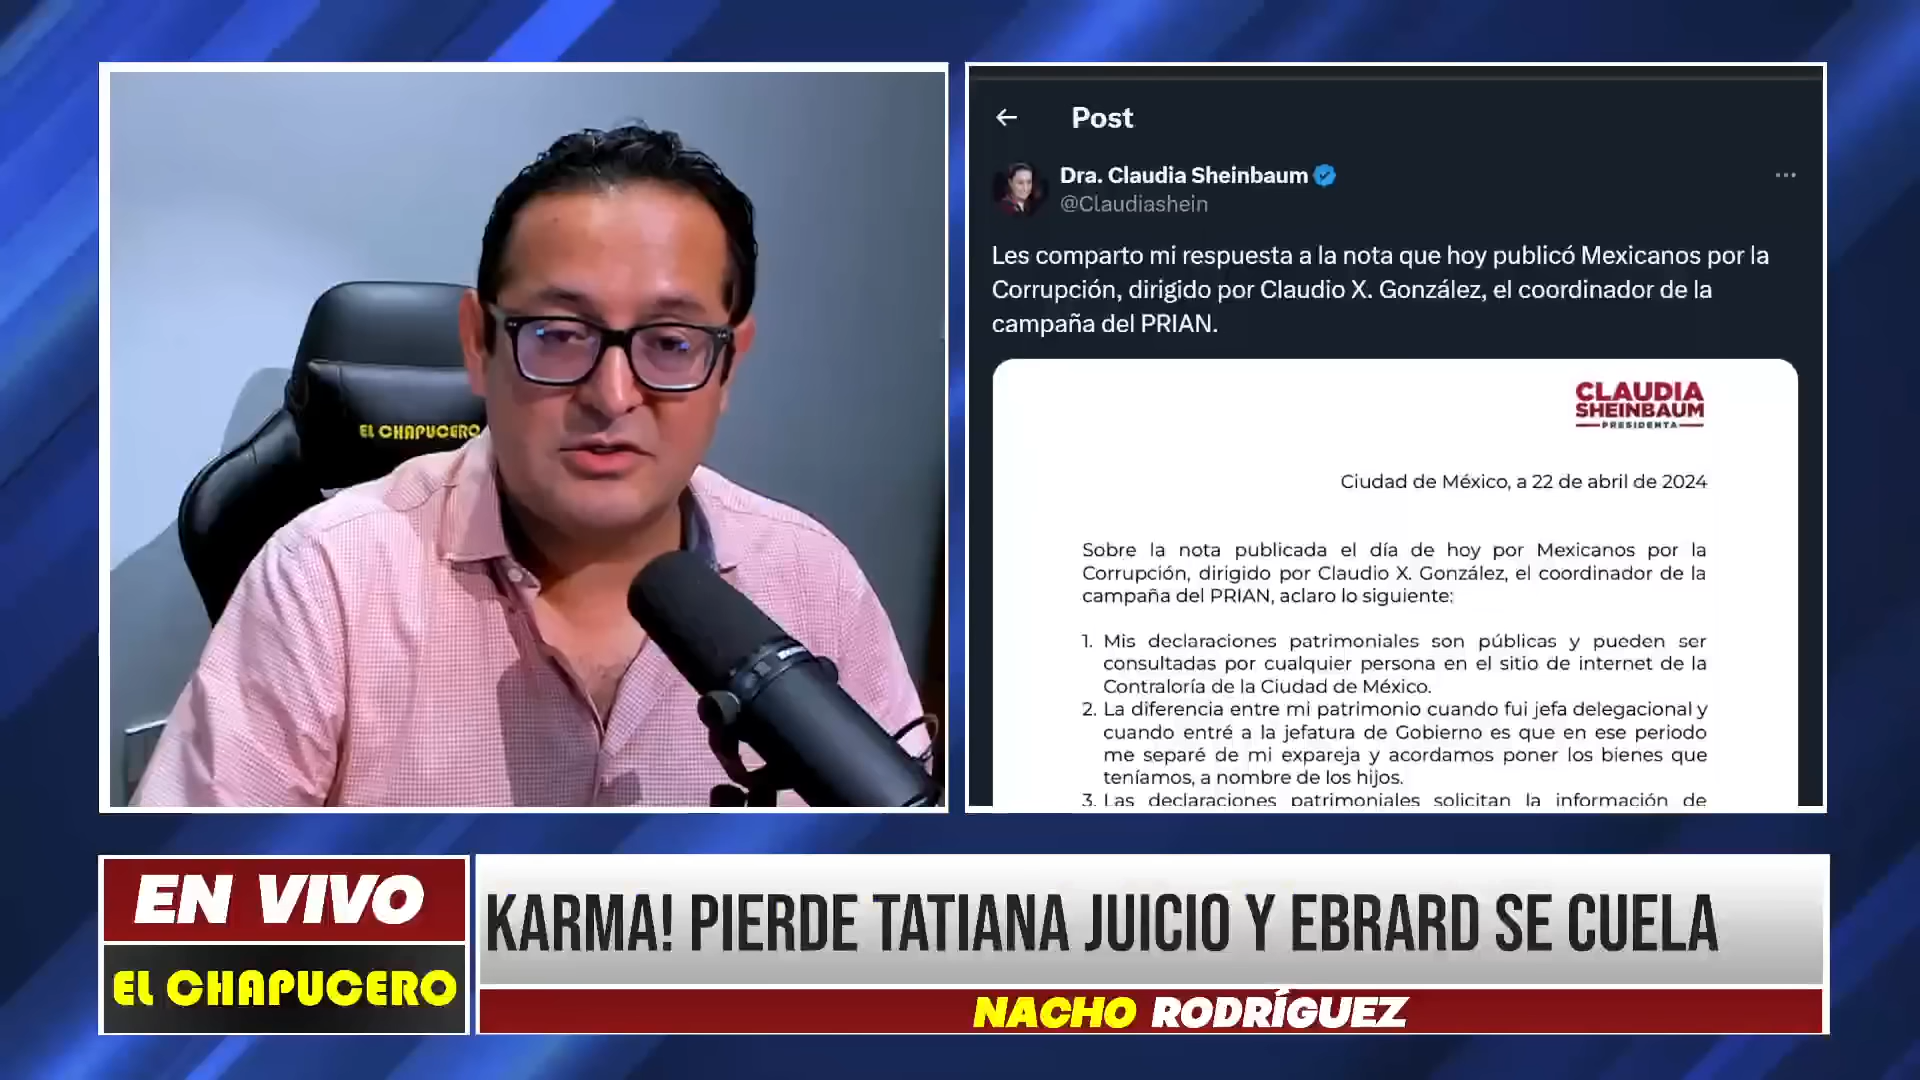 EL CHAPUCERO
Post
Dra. Claudia Sheinbaum
@Claudiashein
Les comparto mi respuesta a la nota que hoy publicó Mexicanos por la
Corrupción, dirigido por Claudio X. González, el coordinador de la
campaña del PRIAN.
CLAUDIA
SHEINBAUM
PRESIDENTA
Ciudad de México, a 22 de abril de 2024
Sobre la nota publicada el día de hoy por Mexicanos por la
Corrupción, dirigido por Claudio X. González, el coordinador de la
campaña del PRIAN, aclaro lo siguiente:
1. Mis declaraciones patrimoniales son públicas y pueden ser
consultadas por cualquier persona en el sitio de internet de la
Contraloría de la Ciudad de México.
2. La diferencia entre mi patrimonio cuando fui jefa delegacional y
cuando entré a la jefatura de Gobierno es que en ese periodo
me separé de mi expareja y acordamos poner los bienes que
teníamos, a nombre de los hijos.
3. Las declaraciones patrimoniales solicitan la información de
EN VIVO
EL CHAPUCERO
KARMA! PIERDE TATIANA JUICIO Y EBRARD SE CUELA
NACHO RODRÍGUEZ